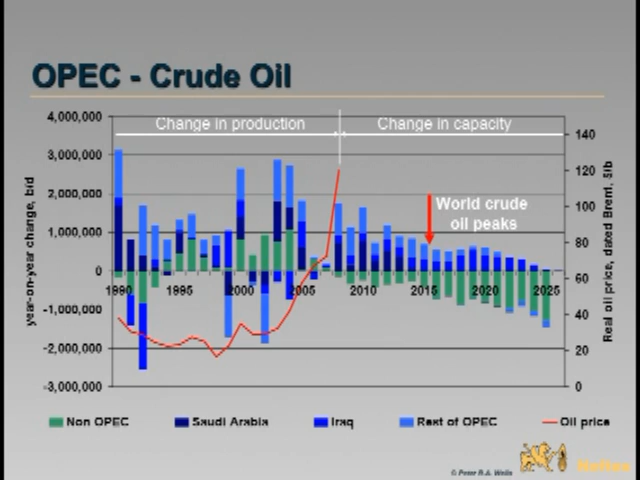 OPEC - Crude Oil
4,000,000
3,000,000
2,000,000
1,000,000
0
-1,000,000
-2,000,000
-3,000,000
year-on-year change, b/d
Change in production
Change in capacity
World crude
oil peaks
1990
1995
2000
2005
2010
2015
2020
2025
140
120
100
80
60
40
20
0
Real oil price, dated Brent, $/b
Non OPEC
Saudi Arabia
Iraq
Rest of OPEC
Oil price
© Peter R.A. Wells